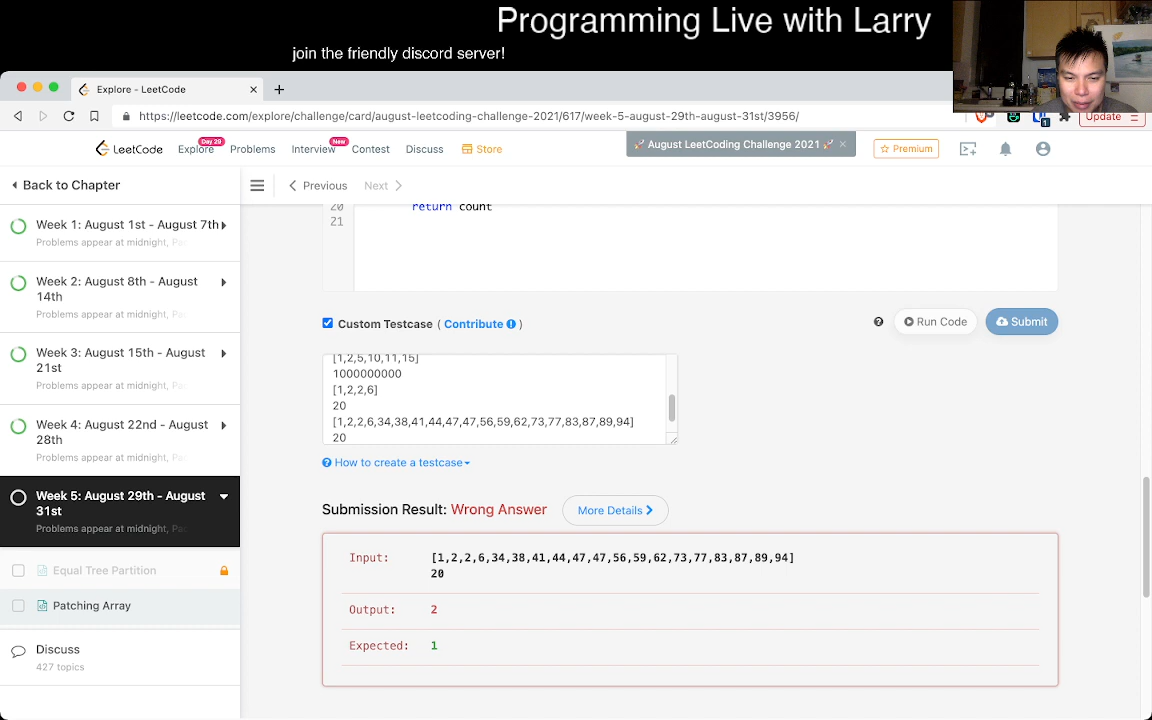 Programming Live with Larry
join the friendly discord server!
Explore - LeetCode
https://leetcode.com/explore/challenge/card/august-leetcoding-challenge-2021/617/week-5-august-29th-august-31st/3956/
Update
LeetCode
Explore
Day 29
Problems
Interview
New
Contest
Discuss
Store
August LeetCoding Challenge 2021
Premium
Back to Chapter
Previous
Next
Week 1: August 1st - August 7th
Problems appear at midnight,
Week 2: August 8th - August
14th
Problems appear at midnight,
Week 3: August 15th - August
21st
Problems appear at midnight,
Week 4: August 22nd - August
28th
Problems appear at midnight,
Week 5: August 29th - August
31st
Problems appear at midnight,
Equal Tree Partition
Patching Array
Discuss
427 topics
20 return count
21
Custom Testcase ( Contribute )
Run Code
Submit
[1,2,5,10,11,15]
1000000000
[1,2,2,6]
20
[1,2,2,6,34,38,41,44,47,47,56,59,62,73,77,83,87,89,94]
20
How to create a testcase
Submission Result: Wrong Answer
More Details
Input: [1,2,2,6,34,38,41,44,47,47,56,59,62,73,77,83,87,89,94]
20
Output: 2
Expected: 1